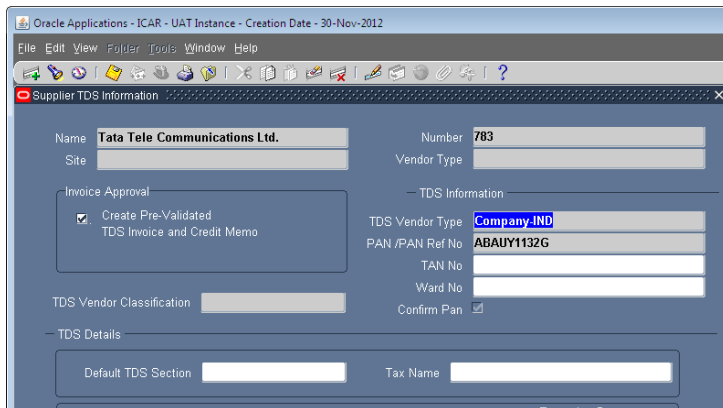 Oracle Applications - ICAR - UAT Instance - Creation Date - 30-Nov-2012
File Edit View Folder Tools Window Help
Supplier TDS Information
Name Tata Tele Communications Ltd. Number 783
Site Vendor Type
Invoice Approval TDS Information
Create Pre-Validated
TDS Invoice and Credit Memo
TDS Vendor Type Company-IND
PAN /PAN Ref No ABAUY1132G
TAN No
Ward No
TDS Vendor Classification Confirm Pan
TDS Details
Default TDS Section Tax Name